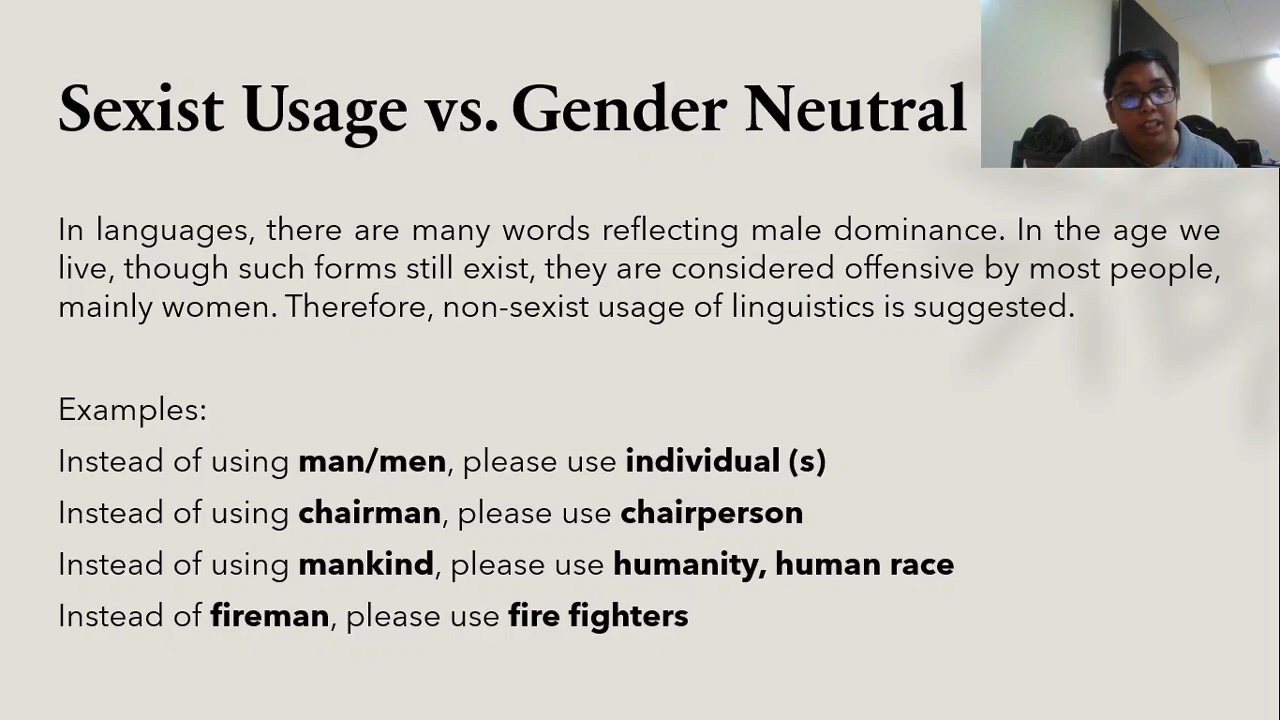 Sexist Usage vs. Gender Neutral
In languages, there are many words reflecting male dominance. In the age we
live, though such forms still exist, they are considered offensive by most people,
mainly women. Therefore, non-sexist usage of linguistics is suggested.
Examples:
Instead of using man/men, please use individual (s)
Instead of using chairman, please use chairperson
Instead of using mankind, please use humanity, human race
Instead of fireman, please use fire fighters